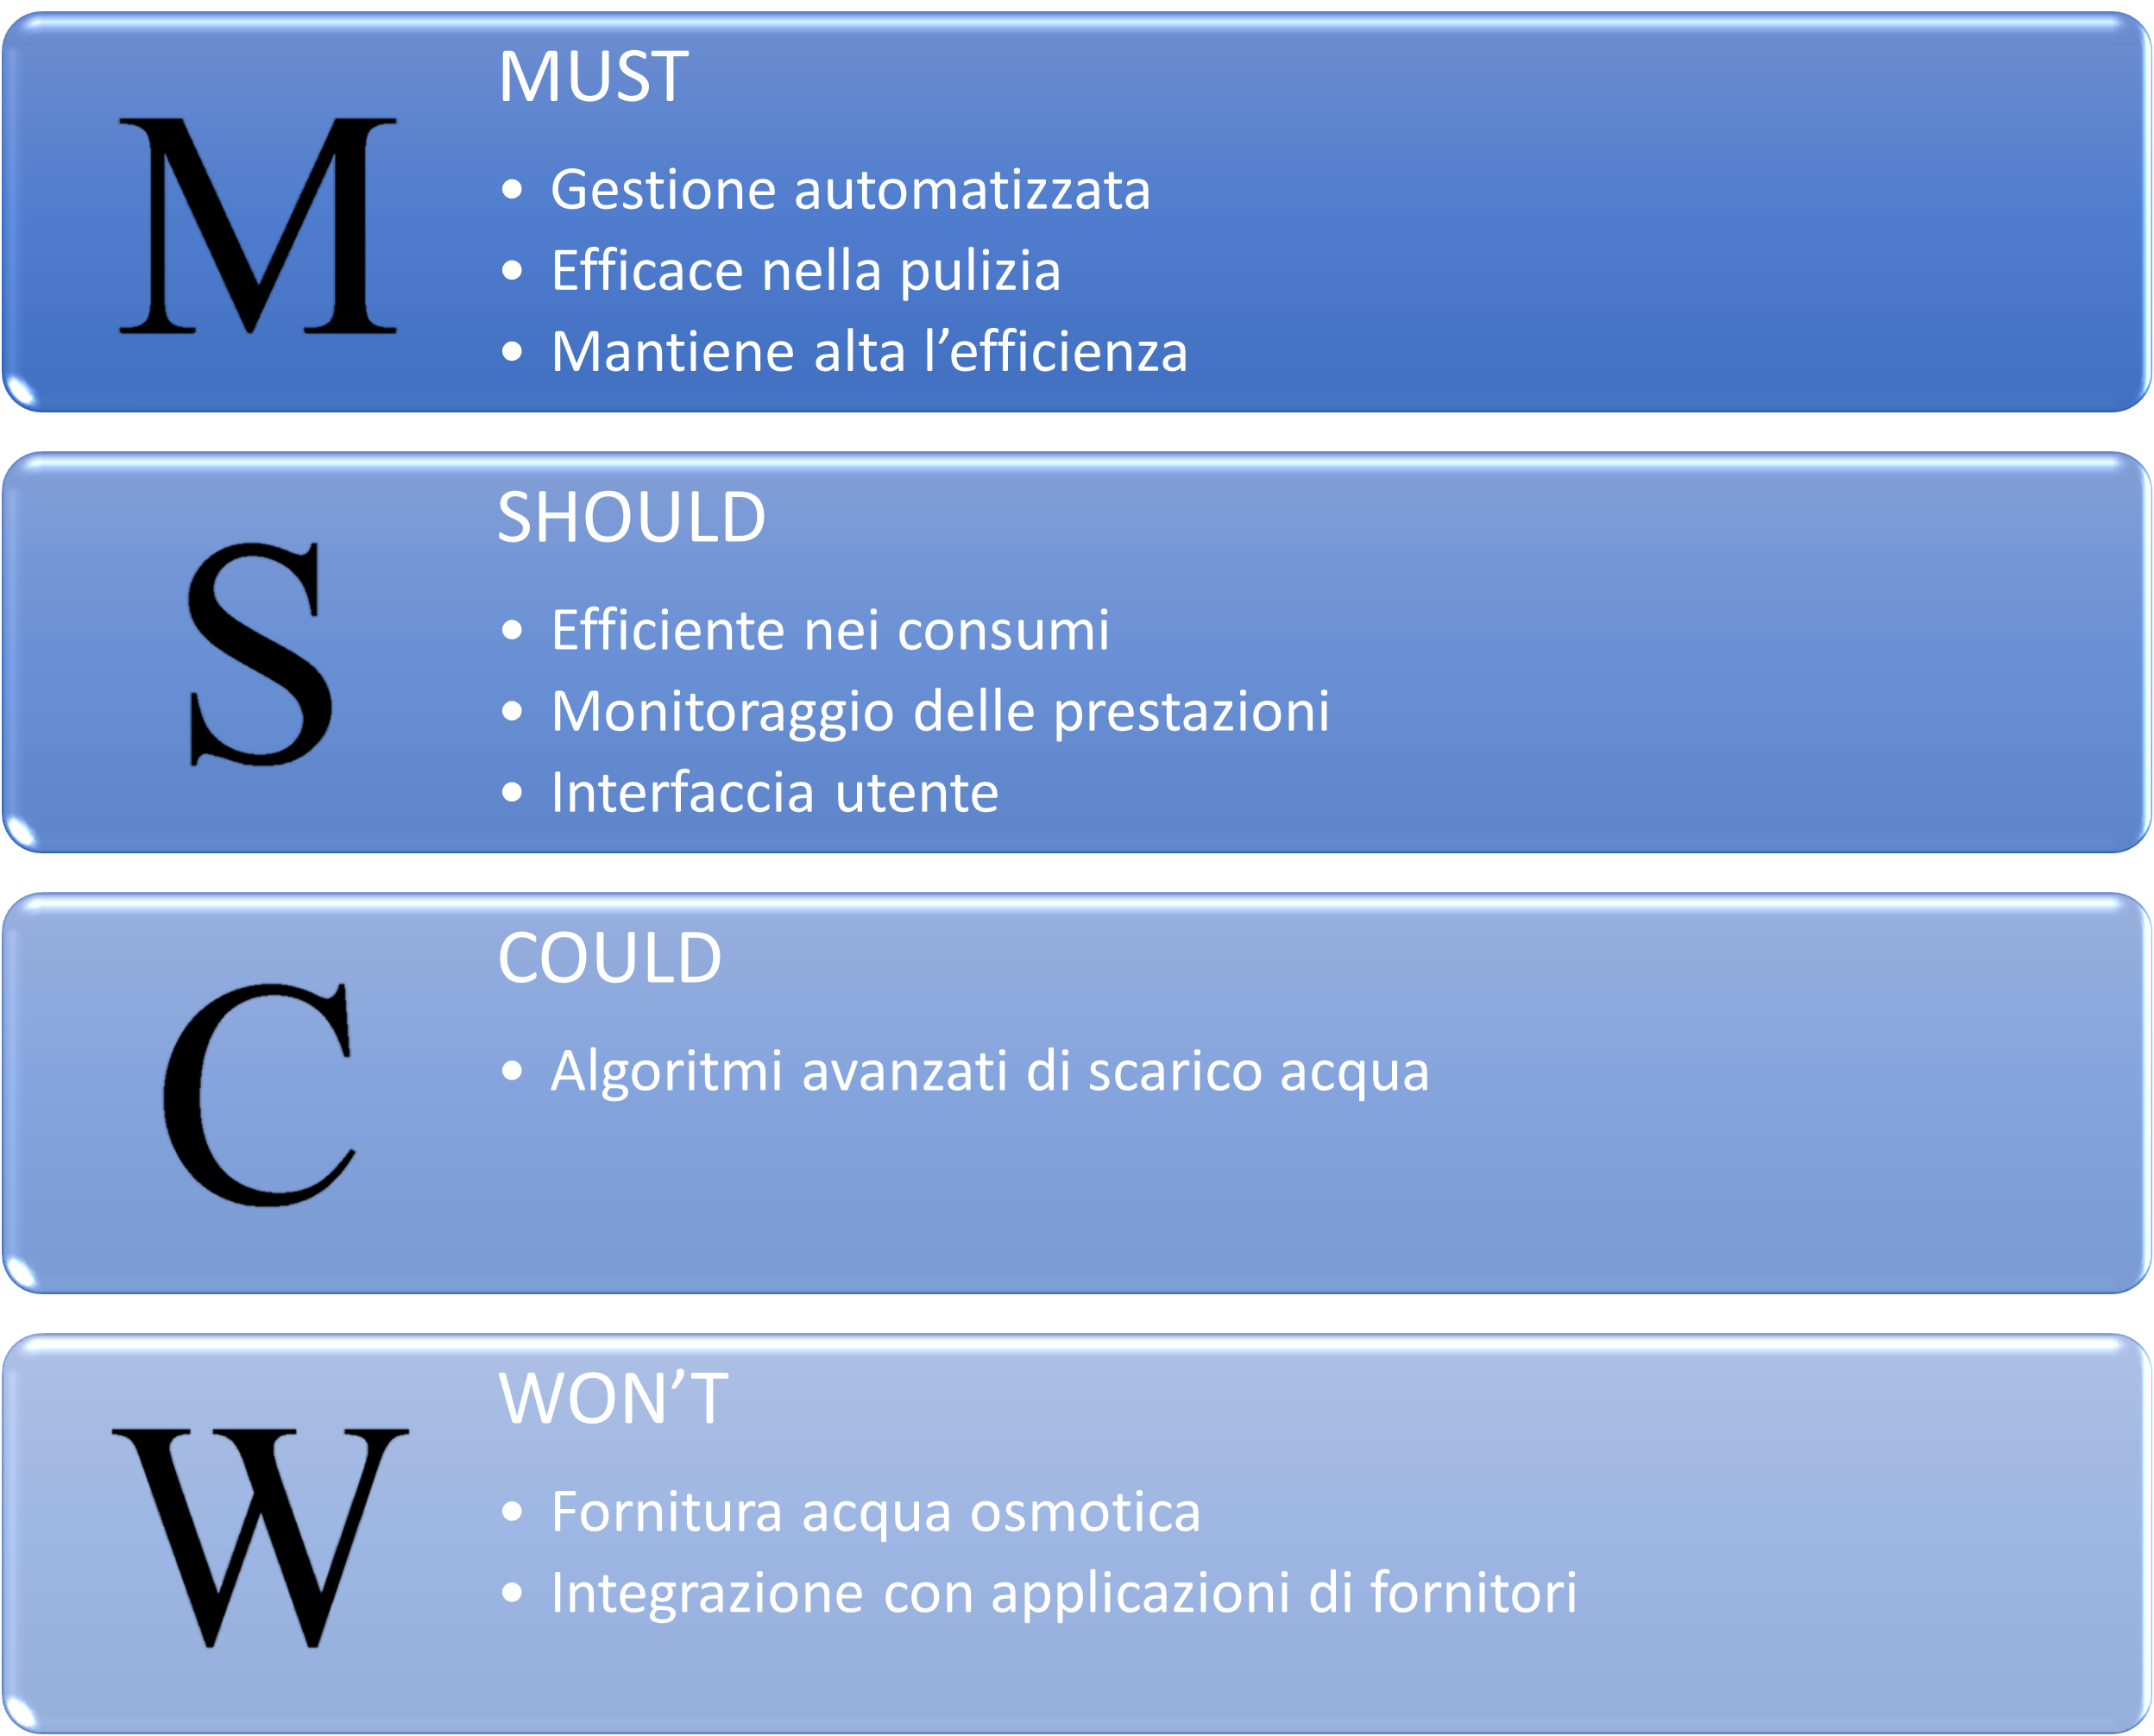 M
MUST
• Gestione automatizzata
• Efficace nella pulizia
• Mantiene alta l’efficienza
S
SHOULD
• Efficiente nei consumi
• Monitoraggio delle prestazioni
• Interfaccia utente
C
COULD
• Algoritmi avanzati di scarico acqua
W
WON’T
• Fornitura acqua osmotica
• Integrazione con applicazioni di fornitori